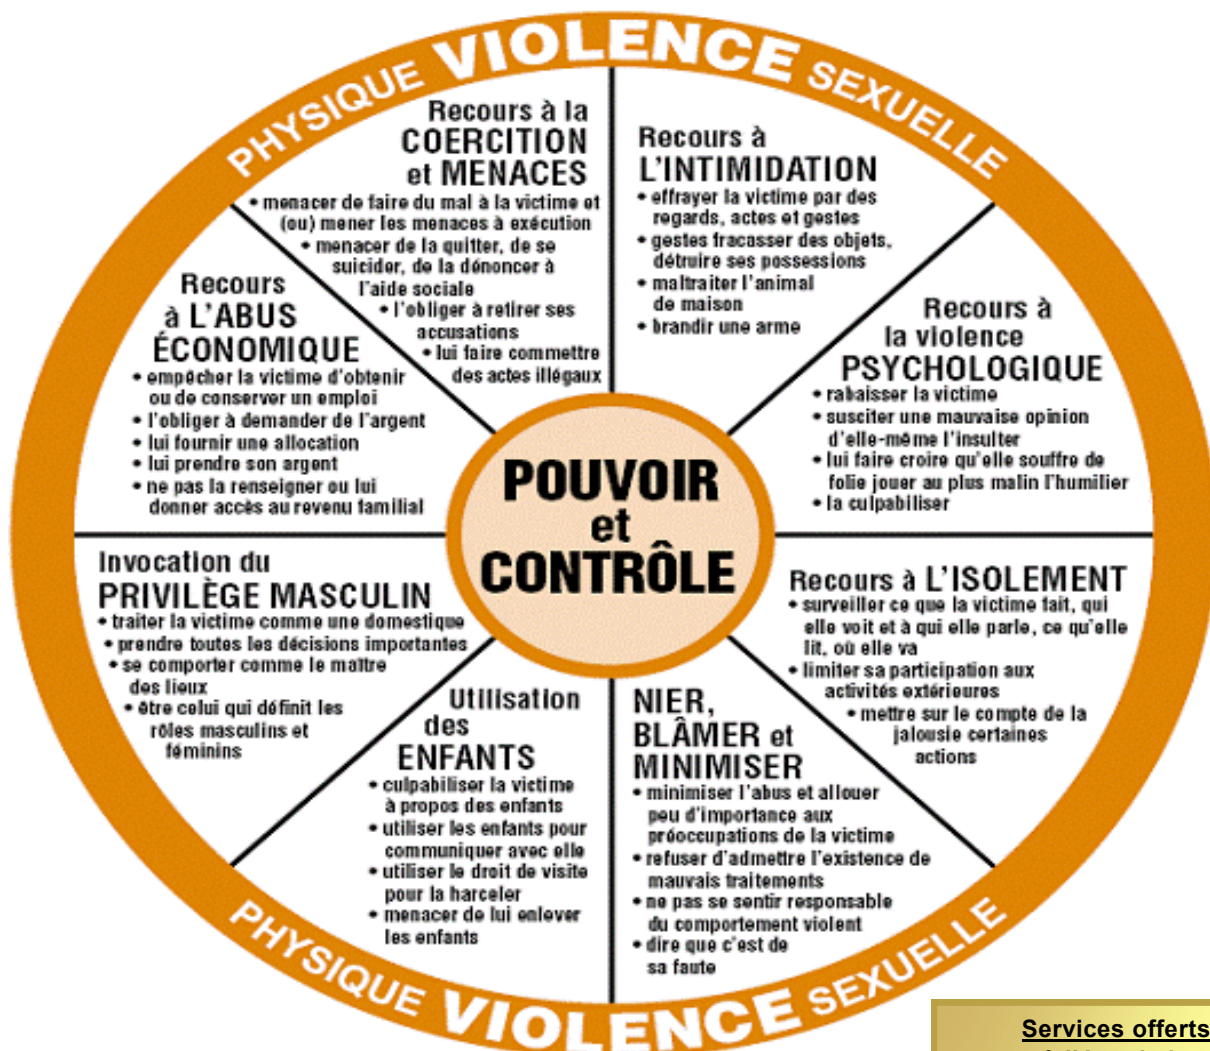 PHYSIQUE VIOLENCE SEXUELLE
Recours à la
COERCITION
et MENACES
• menacer de faire du mal à la victime et
(ou) mener les menaces à exécution
• menacer de la quitter, de se
suicider, de la dénoncer à
l'aide sociale
• l'obliger à retirer ses
accusations
• lui faire commettre
des actes illégaux
Recours à
L'INTIMIDATION
• effrayer la victime par des
regards, actes et gestes
• gestes fracasser des objets,
détruire ses possessions
• maltraiter l'animal
de maison
• brandir une arme
Recours
à L'ABUS
ÉCONOMIQUE
• empêcher la victime d'obtenir
ou de conserver un emploi
• l'obliger à demander de l'argent
• lui fournir une allocation
• lui prendre son argent
• ne pas la renseigner ou lui
donner accès au revenu familial
Recours à
la violence
PSYCHOLOGIQUE
• rabaisser la victime
• susciter une mauvaise opinion
d'elle-même l'insulter
• lui faire croire qu'elle souffre de
folie jouer au plus malin l'humilier
• la culpabiliser
POUVOIR
et
CONTRÔLE
Invocation du
PRIVILÈGE MASCULIN
• traiter la victime comme une domestique
• prendre toutes les décisions importantes
• se comporter comme le maître
des lieux
• être celui qui définit les
rôles masculins et
féminins
Recours à L'ISOLEMENT
• surveiller ce que la victime fait, qui
elle voit et à qui elle parle, ce qu'elle
lit, où elle va
• limiter sa participation aux
activités extérieures
• mettre sur le compte de la
jalousie certaines
actions
Utilisation
des
ENFANTS
• culpabiliser la victime
à propos des enfants
• utiliser les enfants pour
communiquer avec elle
• utiliser le droit de visite
pour la harceler
• menacer de lui enlever
les enfants
NIER,
BLÂMER et
MINIMISER
• minimiser l'abus et allouer
peu d'importance aux
préoccupations de la victime
• refuser d'admettre l'existence de
mauvais traitements
• ne pas se sentir responsable
du comportement violent
• dire que c'est de
sa faute
PHYSIQUE VIOLENCE SEXUELLE
Services offerts